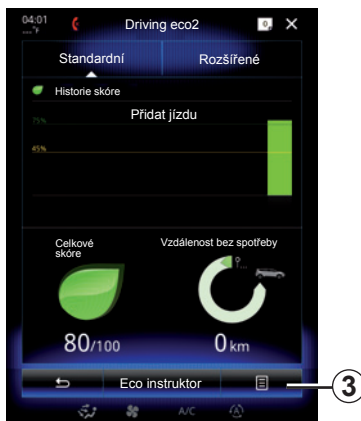 04:01 Driving eco2
---°F
Standardní Rozšířené
Historie skóre
Přidat jízdu
75%
45%
Celkové
skóre
Vzdálenost bez spotřeby
?...
80/100 0 km
Eco instruktor
3
A/C